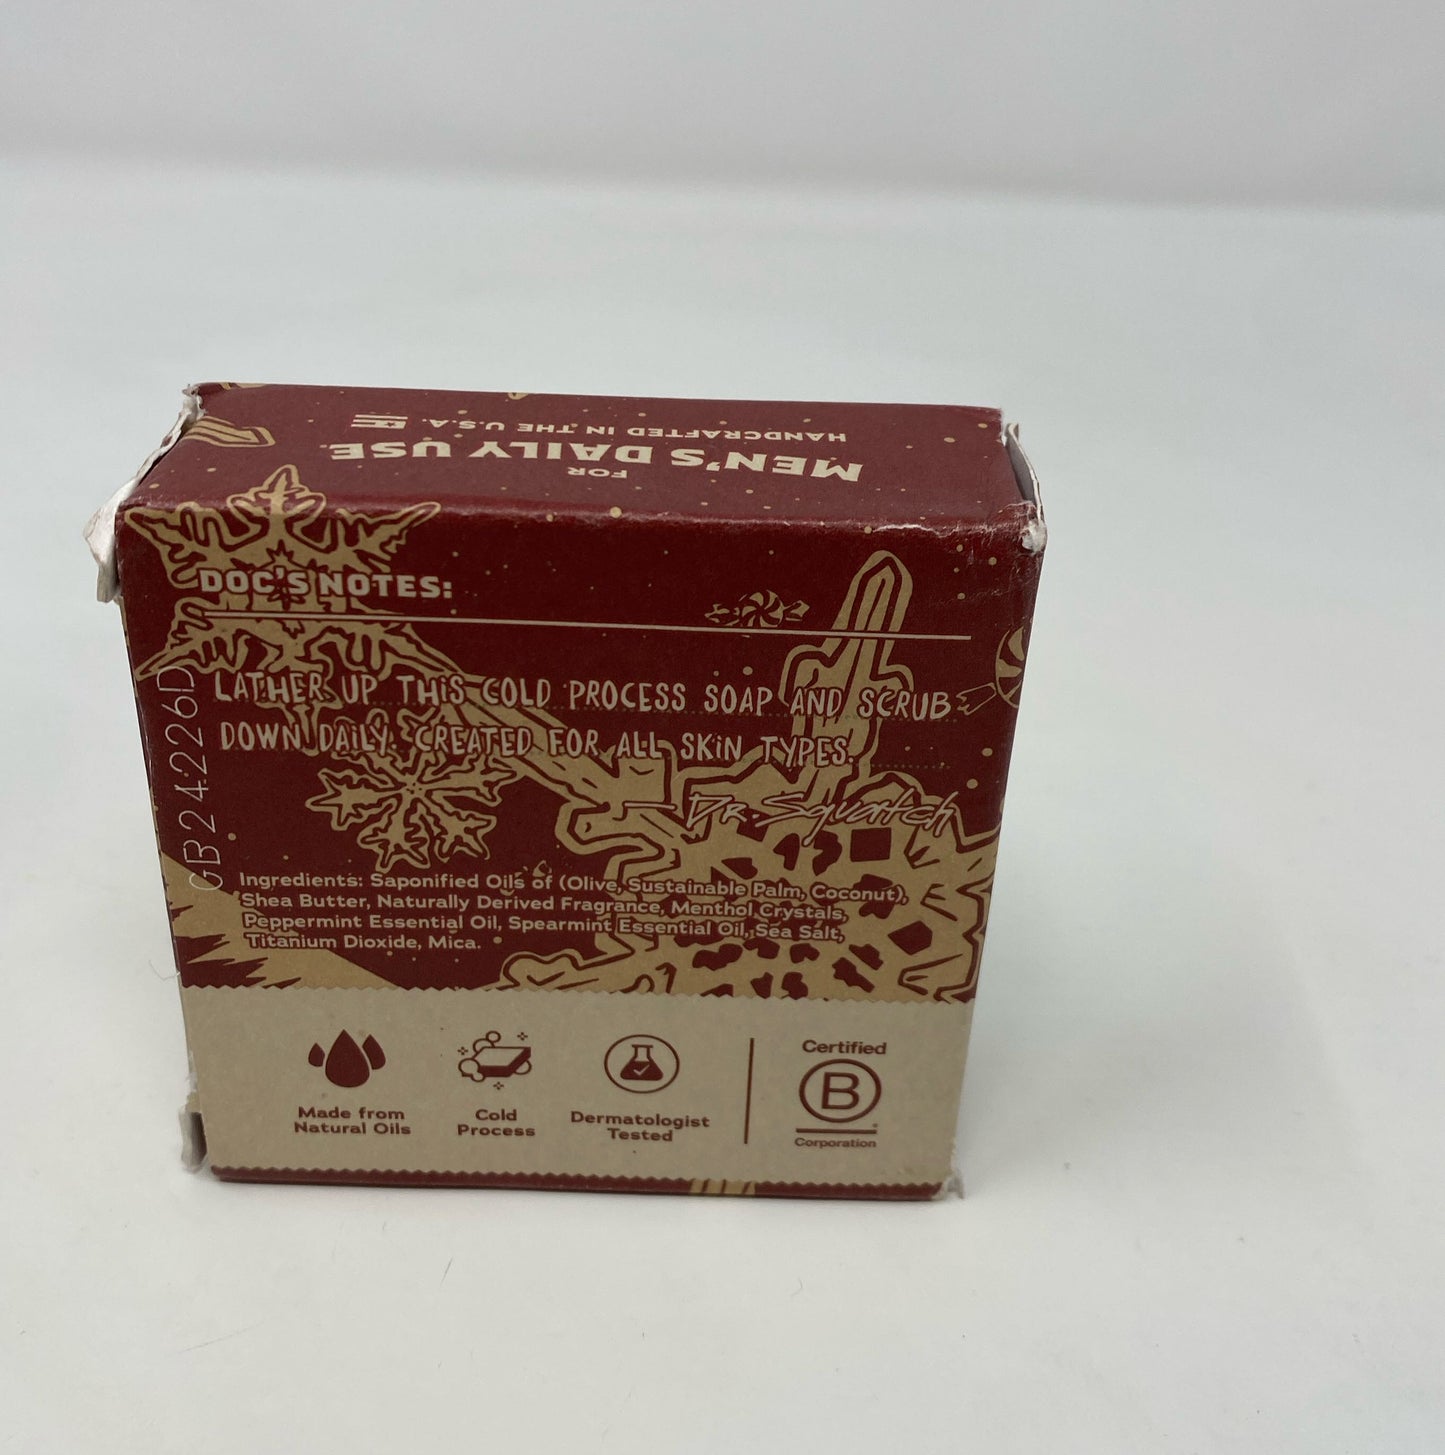 FOR
MEN'S DAILY USE
HANDCRAFTED IN THE U.S.A.
DOC'S NOTES:
LATHER UP THiS COLD PROCESS SOAP AND SCRUB
DOWN DAiLY. CREATED FOR ALL SKiN TYPES.
DR. Squatch
GB24226D
Ingredients: Saponified Oils of (Olive, Sustainable Palm, Coconut),
Shea Butter, Naturally Derived Fragrance, Menthol Crystals,
Peppermint Essential Oil, Spearmint Essential Oil, Sea Salt,
Titanium Dioxide, Mica.
Made from
Natural Oils
Cold
Process
Dermatologist
Tested
Certified
B
Corporation